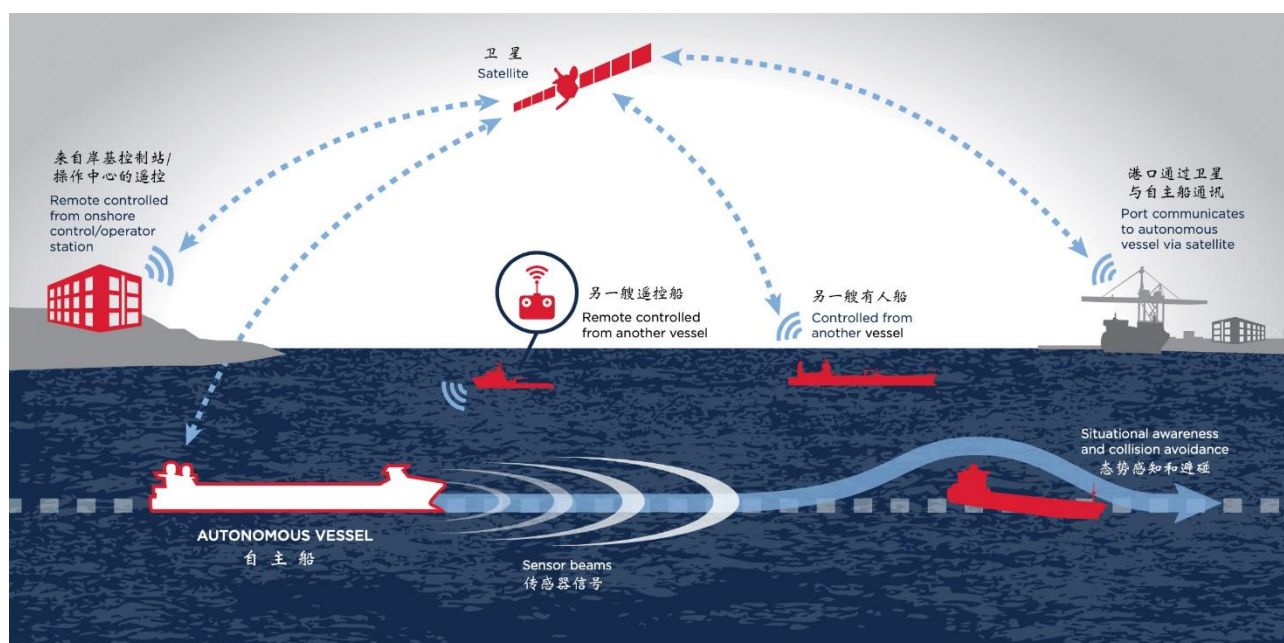 卫 星
Satellite
来自岸基控制站/
操作中心的遥控
Remote controlled
from onshore
control/operator
station
港口通过卫星
与自主船通讯
Port communicates
to autonomous
vessel via satellite
另一艘遥控船
Remote controlled
from another vessel
另一艘有人船
Controlled from
another vessel
Situational awareness
and collision avoidance
态势感知和避碰
AUTONOMOUS VESSEL
自 主 船
Sensor beams
传感器信号